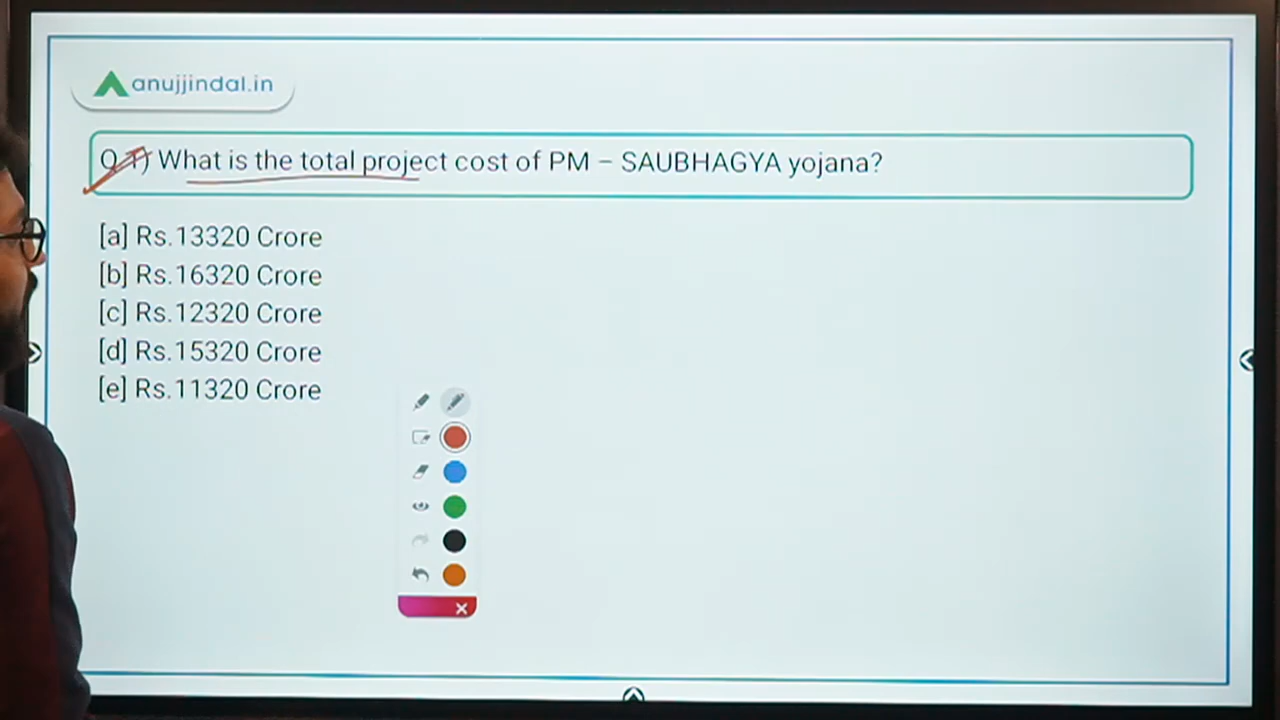 anujjindal.in
Q.1) What is the total project cost of PM – SAUBHAGYA yojana?
[a] Rs.13320 Crore
[b] Rs.16320 Crore
[c] Rs.12320 Crore
[d] Rs.15320 Crore
[e] Rs.11320 Crore